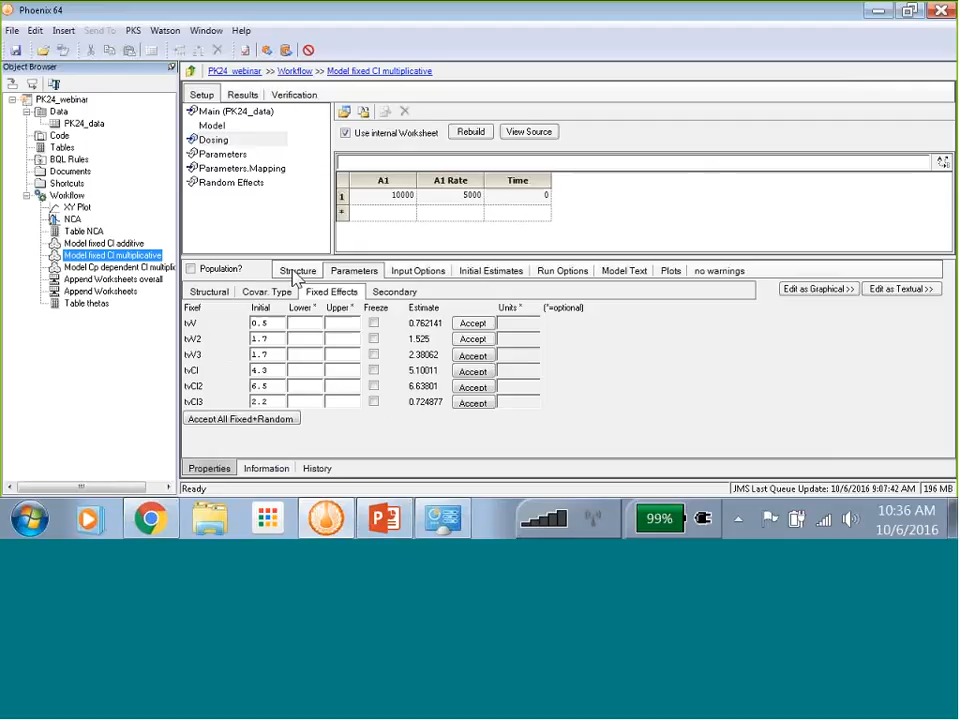 Phoenix 64
File Edit Insert Send To PKS Watson Window Help
Object Browser
PK24_webinar >> Workflow >> Model fixed Cl multiplicative
PK24_webinar
Data
PK24_data
Code
Tables
BQL Rules
Documents
Shortcuts
Workflow
XY Plot
NCA
Table NCA
Model fixed Cl additive
Model fixed Cl multiplicative
Model Cp dependent Cl multiplic
Append Worksheets overall
Append Worksheets
Table thetas
Setup Results Verification
Main (PK24_data)
Model
Dosing
Parameters
Parameters.Mapping
Random Effects
Use internal Worksheet Rebuild View Source
A1 A1 Rate Time
1 10000 5000 0
*
Population? Structure Parameters Input Options Initial Estimates Run Options Model Text Plots no warnings
Structural Covar. Type Fixed Effects Secondary Edit as Graphical >> Edit as Textual >>
Fixef Initial Lower * Upper * Freeze Estimate Units * (*=optional)
tvV 0.5 0.762141 Accept
tvV2 1.7 1.525 Accept
tvV3 1.7 2.38062 Accept
tvCl 4.3 5.10011 Accept
tvCl2 6.5 6.63801 Accept
tvCl3 2.2 0.724877 Accept
Accept All Fixed+Random
Properties Information History
Ready JMS Last Queue Update: 10/6/2016 9:07:42 AM 196 MB
99% 10:36 AM
10/6/2016